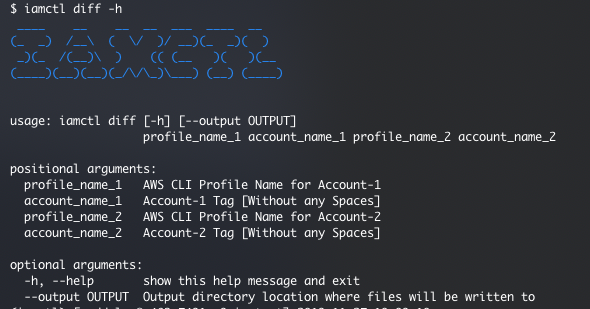 $ iamctl diff -h
IAMCTL
usage: iamctl diff [-h] [--output OUTPUT]
profile_name_1 account_name_1 profile_name_2 account_name_2
positional arguments:
profile_name_1 AWS CLI Profile Name for Account-1
account_name_1 Account-1 Tag [Without any Spaces]
profile_name_2 AWS CLI Profile Name for Account-2
account_name_2 Account-2 Tag [Without any Spaces]
optional arguments:
-h, --help show this help message and exit
--output OUTPUT Output directory location where files will be written to